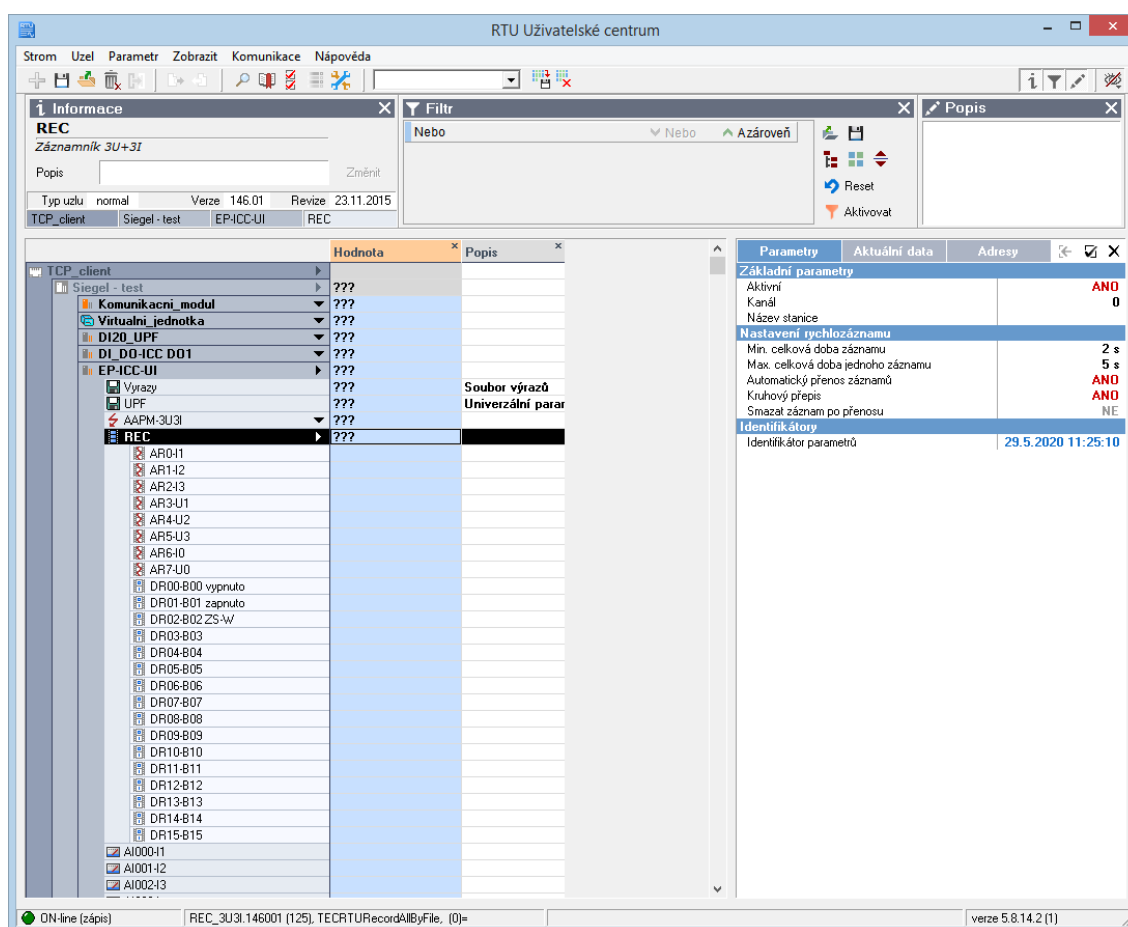 RTU Uživatelské centrum
Strom Uzel Parametr Zobrazit Komunikace Nápověda
Informace
REC
Záznamník 3U+3I
Popis Změnit
Typ uzlu normal Verze 146.01 Revize 23.11.2015
TCP_client Siegel - test EP-ICC-UI REC
Filtr
Nebo Nebo Azároveň
Reset
Aktivovat
Popis
Hodnota Popis
TCP_client
Siegel - test ???
Komunikacni_modul ???
Virtualni_jednotka ???
DI20_UPF ???
DI_DO-ICC DO1 ???
EP-ICC-UI ???
Vyrazy ??? Soubor výrazů
UPF ??? Univerzální parar
AAPM-3U3I ???
REC ???
AR0-I1
AR1-I2
AR2-I3
AR3-U1
AR4-U2
AR5-U3
AR6-I0
AR7-U0
DR00-B00 vypnuto
DR01-B01 zapnuto
DR02-B02 ZS-W
DR03-B03
DR04-B04
DR05-B05
DR06-B06
DR07-B07
DR08-B08
DR09-B09
DR10-B10
DR11-B11
DR12-B12
DR13-B13
DR14-B14
DR15-B15
AI000-I1
AI001-I2
AI002-I3
Parametry Aktuální data Adresy
Základní parametry
Aktivní ANO
Kanál 0
Název stanice
Nastavení rychlozáznamu
Min. celková doba záznamu 2 s
Max. celková doba jednoho záznamu 5 s
Automatický přenos záznamů ANO
Kruhový přepis ANO
Smazat záznam po přenosu NE
Identifikátory
Identifikátor parametrů 29.5.2020 11:25:10
ON-line (zápis) REC_3U3I.146001 (125), TECRTURecordAllByFile, (0)= verze 5.8.14.2 (1)